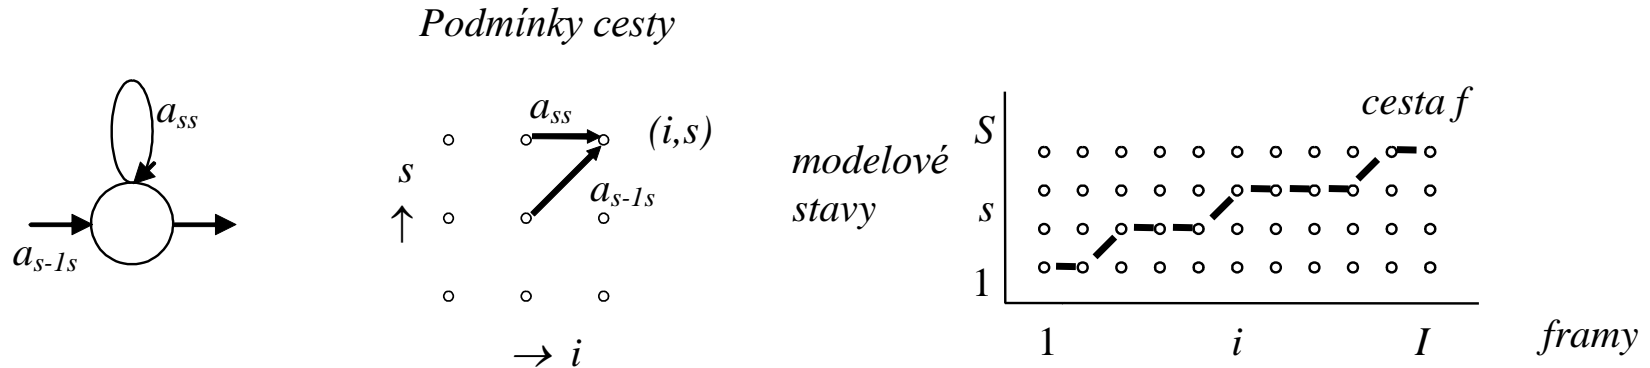 Podmínky cesty
a_ss
a_s-1s
a_ss
(i,s)
a_s-1s
s
↑
→ i
modelové
stavy
S
s
1
cesta f
1 i I framy